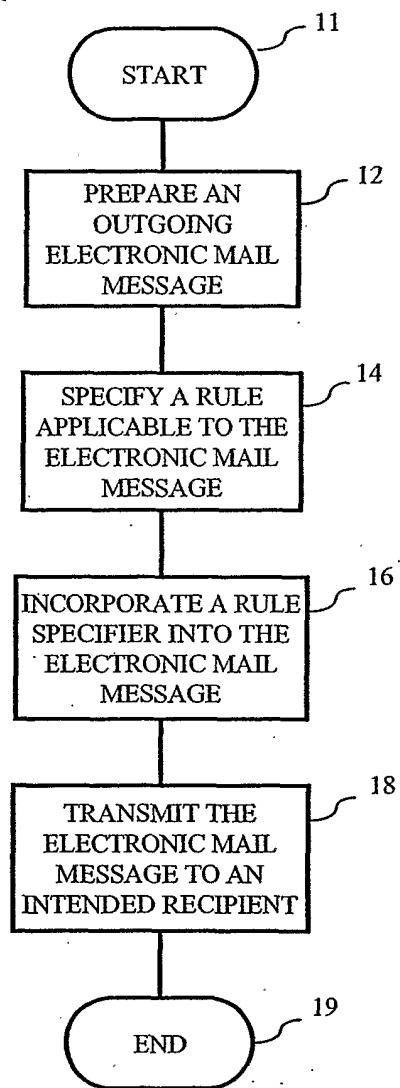 11
START
12
PREPARE AN
OUTGOING
ELECTRONIC MAIL
MESSAGE
14
SPECIFY A RULE
APPLICABLE TO THE
ELECTRONIC MAIL
MESSAGE
16
INCORPORATE A RULE
SPECIFIER INTO THE
ELECTRONIC MAIL
MESSAGE
18
TRANSMIT THE
ELECTRONIC MAIL
MESSAGE TO AN
INTENDED RECIPIENT
19
END